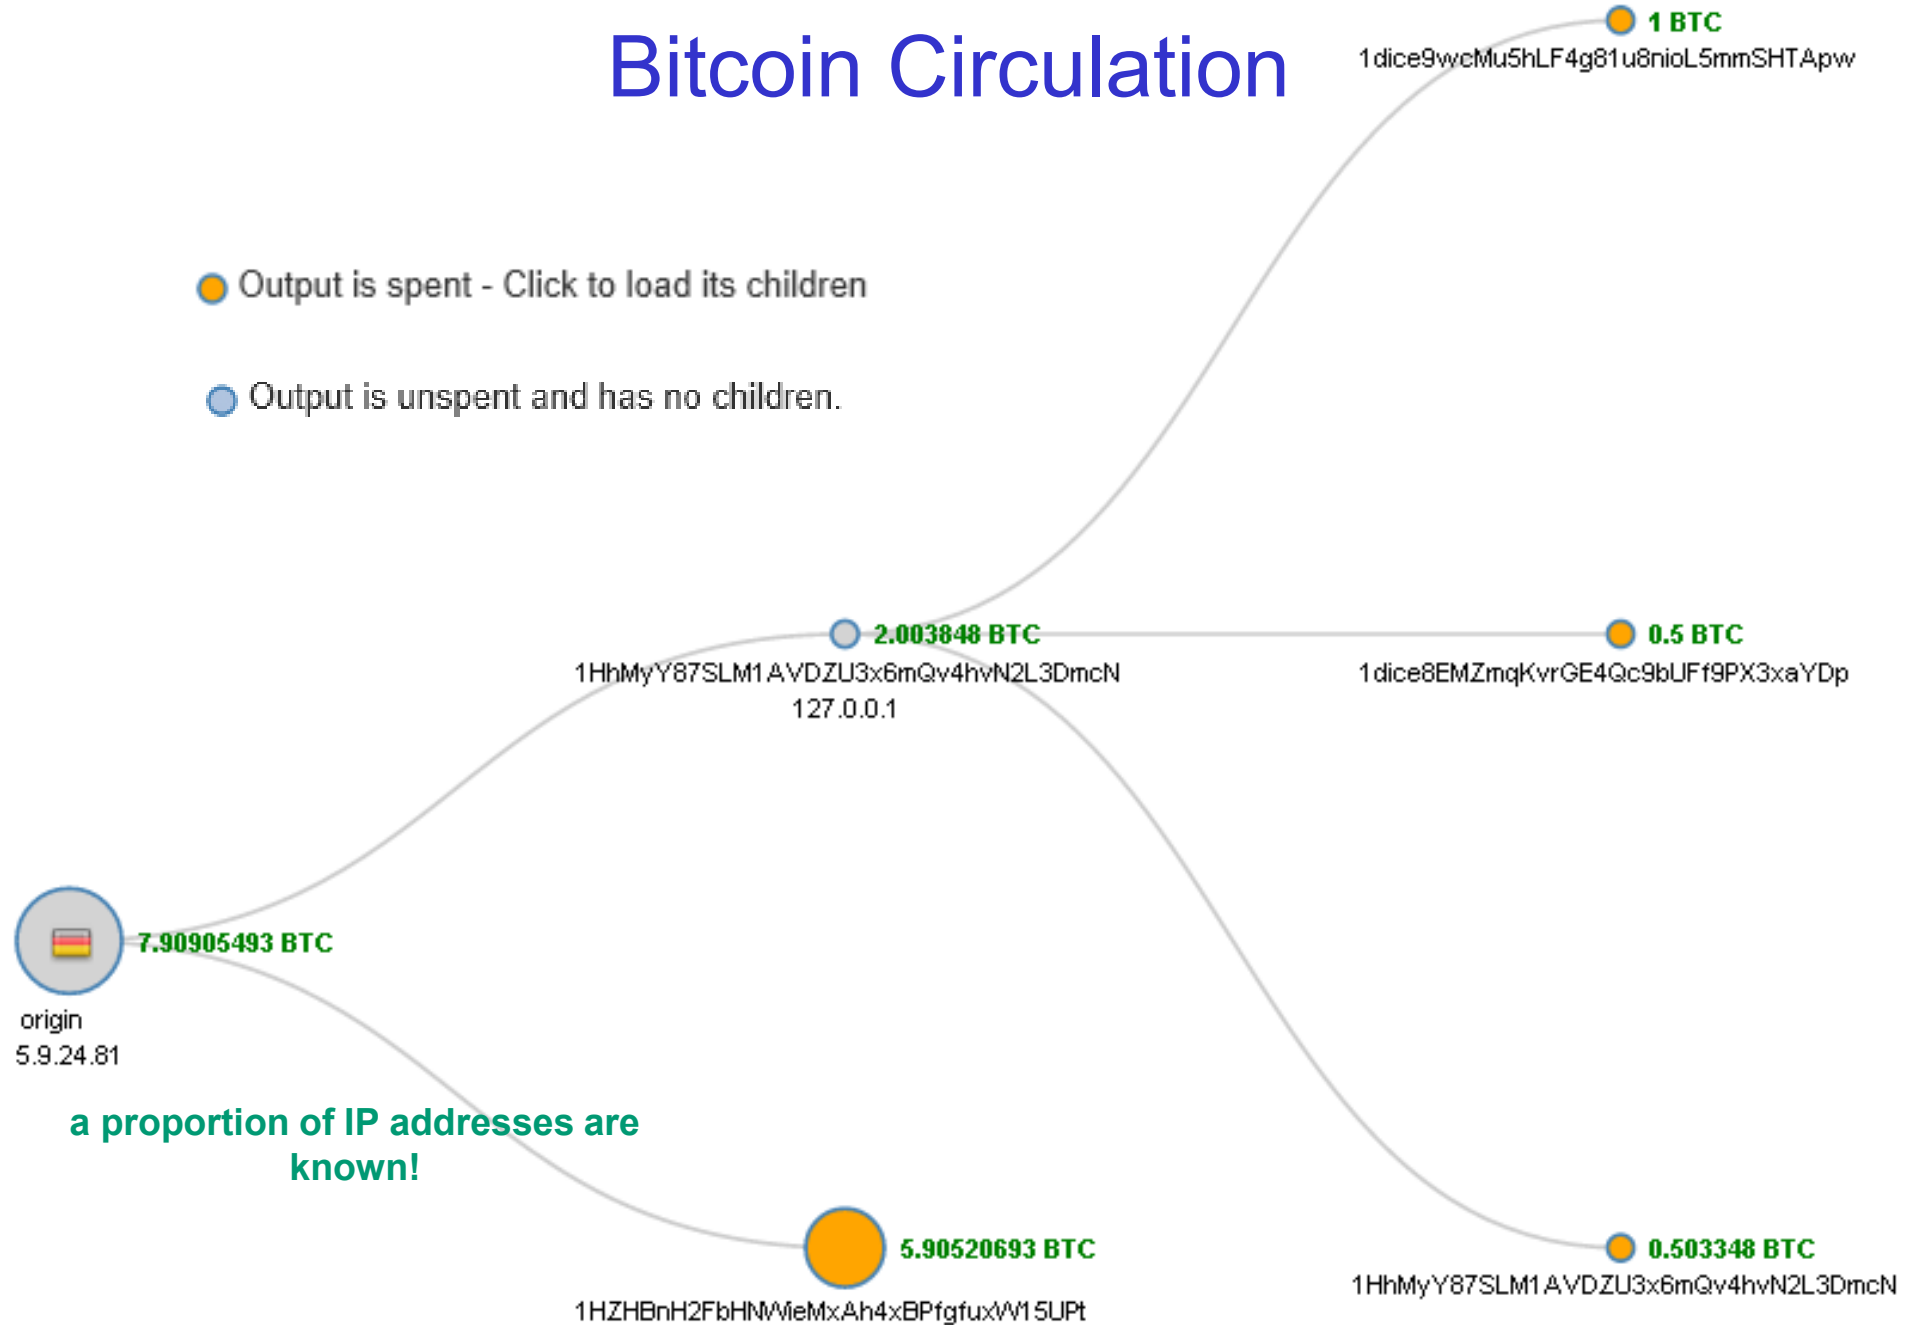 Bitcoin Circulation
1 BTC
1dice9wcMu5hLF4g81u8nioL5mmSHTApw
Output is spent - Click to load its children
Output is unspent and has no children.
2.003848 BTC
1HhMyY87SLM1AVDZU3x6mQv4hvN2L3DmcN
127.0.0.1
0.5 BTC
1dice8EMZmqKvrGE4Qc9bUFf9PX3xaYDp
7.90905493 BTC
origin
5.9.24.81
a proportion of IP addresses are
known!
5.90520693 BTC
1HZHBnH2FbHNWieMxAh4xBPfgfuxW15UPt
0.503348 BTC
1HhMyY87SLM1AVDZU3x6mQv4hvN2L3DmcN